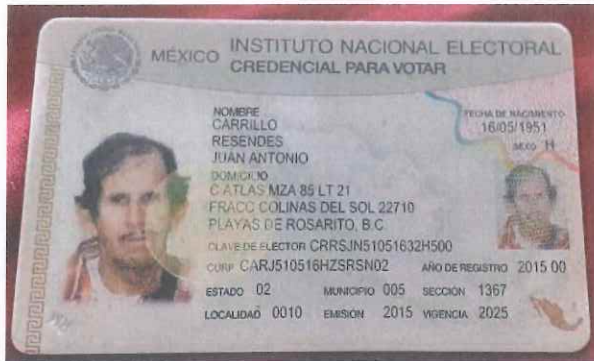 MÉXICO INSTITUTO NACIONAL ELECTORAL
CREDENCIAL PARA VOTAR
NOMBRE
CARRILLO
RESENDES
JUAN ANTONIO
FECHA DE NACIMIENTO
16/05/1951
SEXO H
DOMICILIO
C ATLAS MZA 85 LT 21
FRACC COLINAS DEL SOL 22710
PLAYAS DE ROSARITO, B.C.
CLAVE DE ELECTOR CRRSJN51051632H500
CURP CARJ510516HZSRSN02 AÑO DE REGISTRO 2015 00
ESTADO 02 MUNICIPIO 005 SECCIÓN 1367
LOCALIDAD 0010 EMISIÓN 2015 VIGENCIA 2025